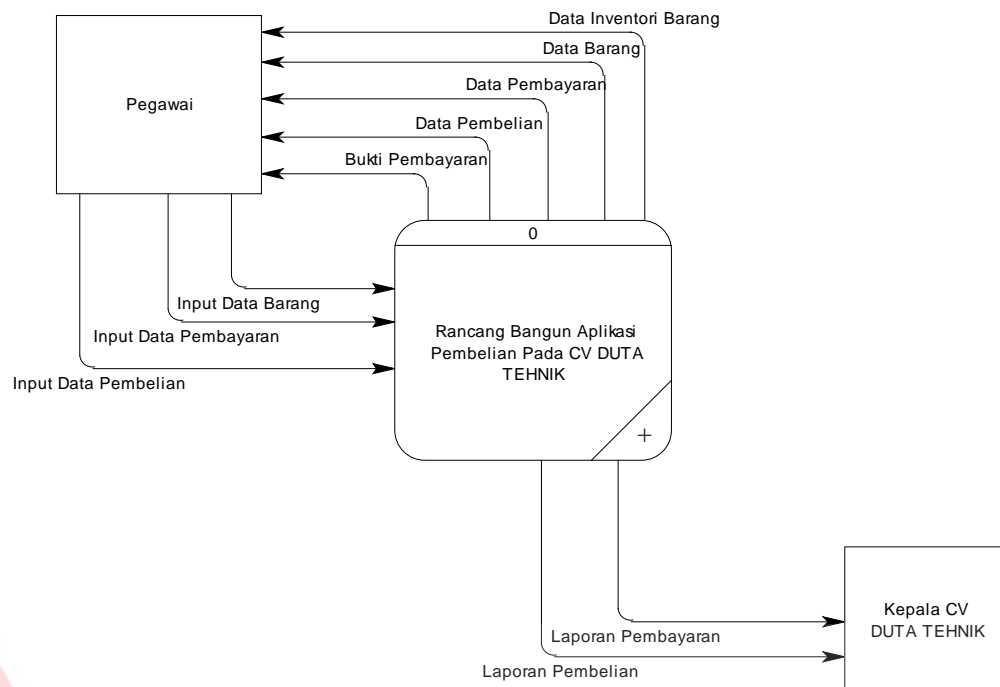 Data Inventori Barang
Data Barang
Data Pembayaran
Pegawai
Data Pembelian
Bukti Pembayaran
0
Input Data Barang
Input Data Pembayaran
Input Data Pembelian
Rancang Bangun Aplikasi
Pembelian Pada CV DUTA
TEHNIK
+
Kepala CV
DUTA TEHNIK
Laporan Pembayaran
Laporan Pembelian